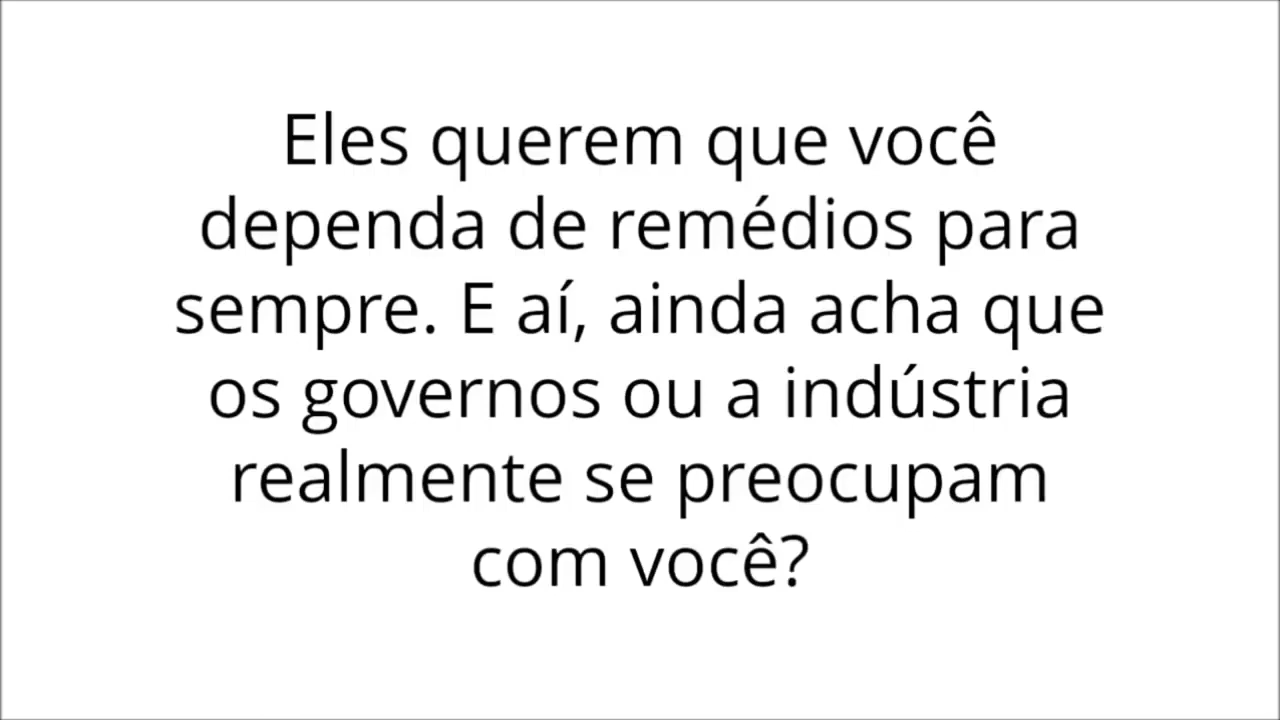 Eles querem que você
dependa de remédios para
sempre. E aí, ainda acha que
os governos ou a indústria
realmente se preocupam
com você?